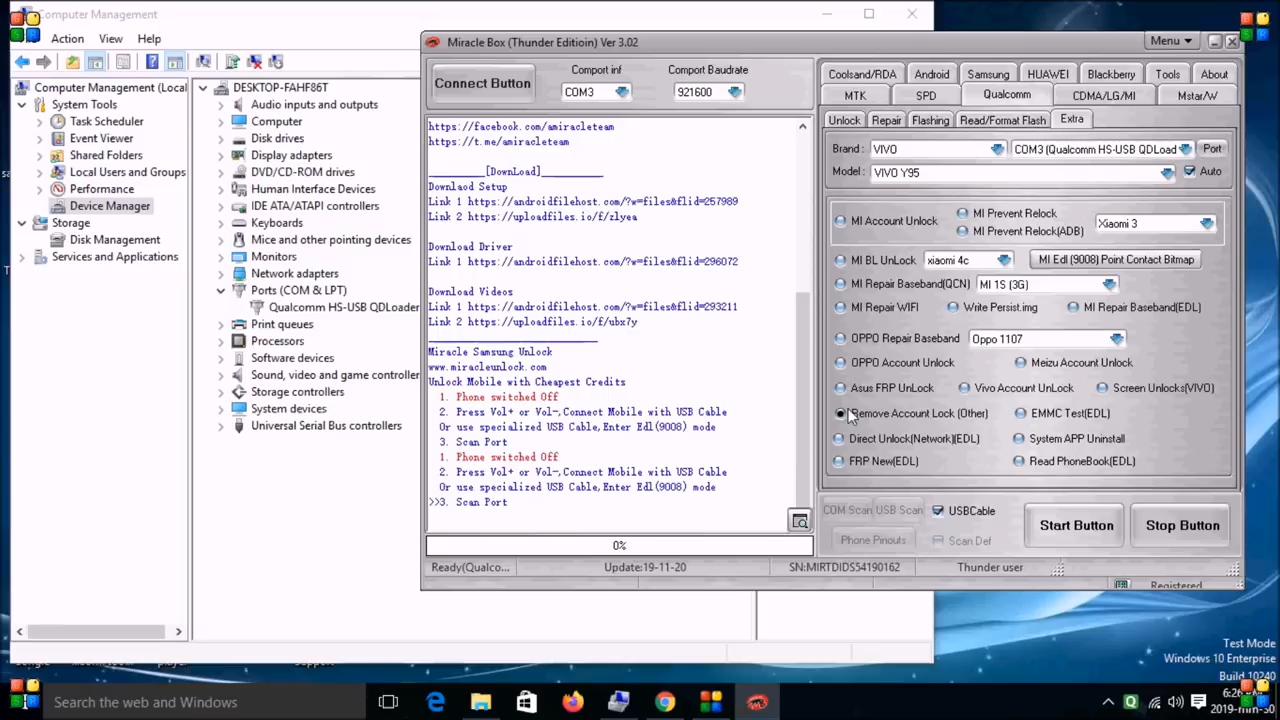 Computer Management
Action View Help
Computer Management (Local
System Tools
Task Scheduler
Event Viewer
Shared Folders
Local Users and Groups
Performance
Device Manager
Storage
Disk Management
Services and Applications
DESKTOP-FAHF86T
Audio inputs and outputs
Computer
Disk drives
Display adapters
DVD/CD-ROM drives
Human Interface Devices
IDE ATA/ATAPI controllers
Keyboards
Mice and other pointing devices
Monitors
Network adapters
Ports (COM & LPT)
Qualcomm HS-USB QDLoader
Print queues
Processors
Software devices
Sound, video and game controller
Storage controllers
System devices
Universal Serial Bus controllers
Miracle Box (Thunder Editioin) Ver 3.02
Menu
Connect Button
Comport inf
Comport Baudrate
COM3
921600
https://facebook.com/amiracleteam
https://t.me/amiracleteam
[DownLoad]
Downlaod Setup
Link 1 https://androidfilehost.com/?w=files&flid=257989
Link 2 https://uploadfiles.io/f/zlyea
Download Driver
Link 1 https://androidfilehost.com/?w=files&flid=296072
Download Videos
Link 1 https://androidfilehost.com/?w=files&flid=293211
Link 2 https://uploadfiles.io/f/ubx7y
Miracle Samsung Unlock
www.miracleunlock.com
Unlock Mobile with Cheapest Credits
1. Phone switched Off
2. Press Vol+ or Vol-,Connect Mobile with USB Cable
Or use specialized USB Cable,Enter Edl(9008) mode
3. Scan Port
1. Phone switched Off
2. Press Vol+ or Vol-,Connect Mobile with USB Cable
Or use specialized USB Cable,Enter Edl(9008) mode
>>3. Scan Port
0%
Coolsand/RDA Android Samsung HUAWEI Blackberry Tools About
MTK SPD Qualcomm CDMA/LG/MI Mstar/W
Unlock Repair Flashing Read/Format Flash Extra
Brand : VIVO COM3 (Qualcomm HS-USB QDLoad Port
Model : VIVO Y95 Auto
MI Account Unlock MI Prevent Relock Xiaomi 3
MI Prevent Relock(ADB)
MI BL UnLock xiaomi 4c MI Edl (9008) Point Contact Bitmap
MI Repair Baseband(QCN) MI 1S (3G)
MI Repair WIFI Write Persist.img MI Repair Baseband(EDL)
OPPO Repair Baseband Oppo 1107
OPPO Account Unlock Meizu Account Unlock
Asus FRP UnLock Vivo Account UnLock Screen Unlocks(VIVO)
Remove Account Lock (Other) EMMC Test(EDL)
Direct Unlock(Network)(EDL) System APP Uninstall
FRP New(EDL) Read PhoneBook(EDL)
COM Scan USB Scan USBCable
Phone Pinouts Scan Def
Start Button Stop Button
Ready(Qualco... Update:19-11-20 SN:MIRTDIDS54190162 Thunder user
Registered
Test Mode
Windows 10 Enterprise
Build 10240
Search the web and Windows
2019-mm-30